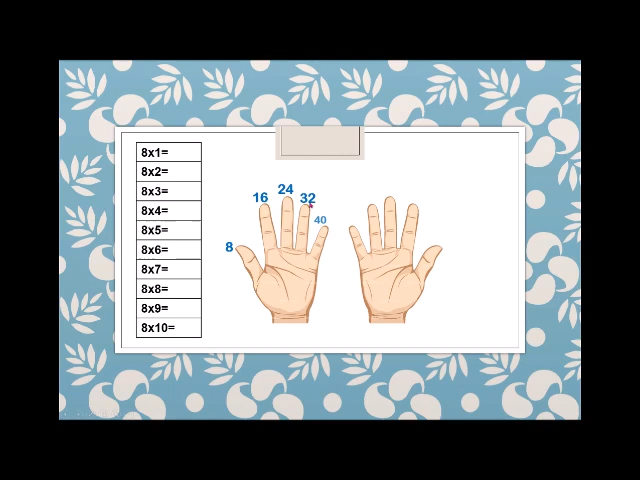 8x1=
8x2=
8x3=
8x4=
8x5=
8x6=
8x7=
8x8=
8x9=
8x10=
8
16
24
32
40